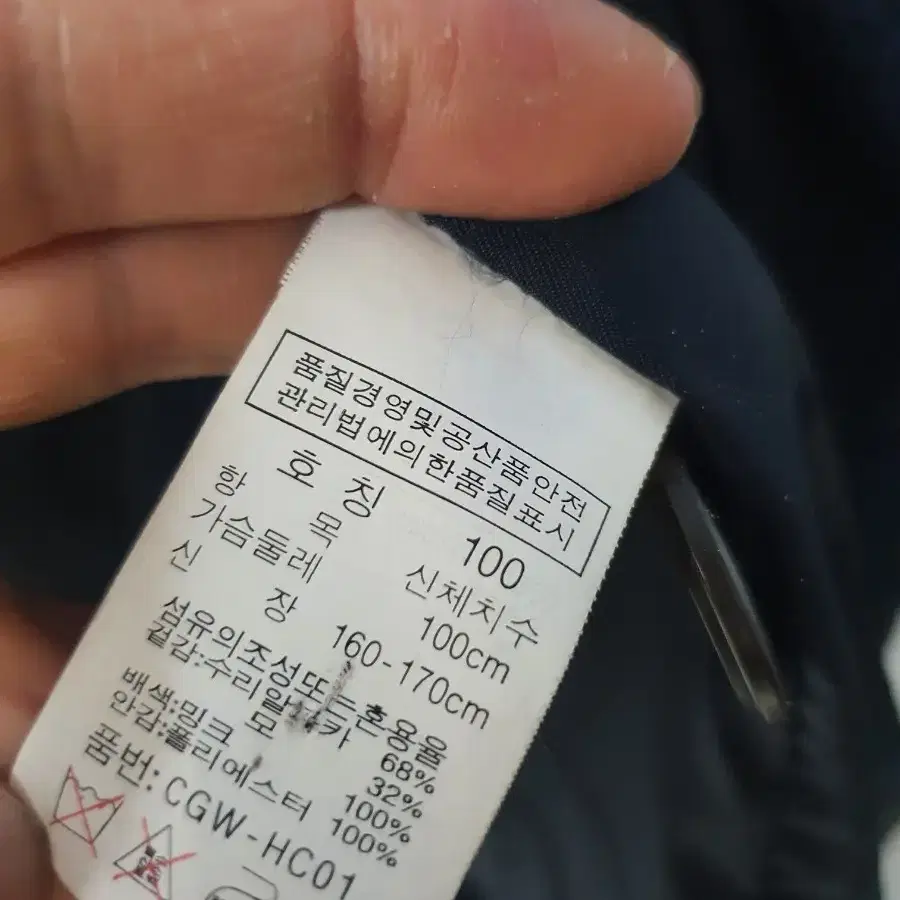 품질경영및공산품안전
관리법에의한품질표시
호 칭 100
항 목 신체치수
가슴둘레 100cm
신 장 160-170cm
섬유의조성또는혼용율
겉감:수리알파카 68%
모 32%
배색:밍크 100%
안감:폴리에스터 100%
품번:CGW-HC01